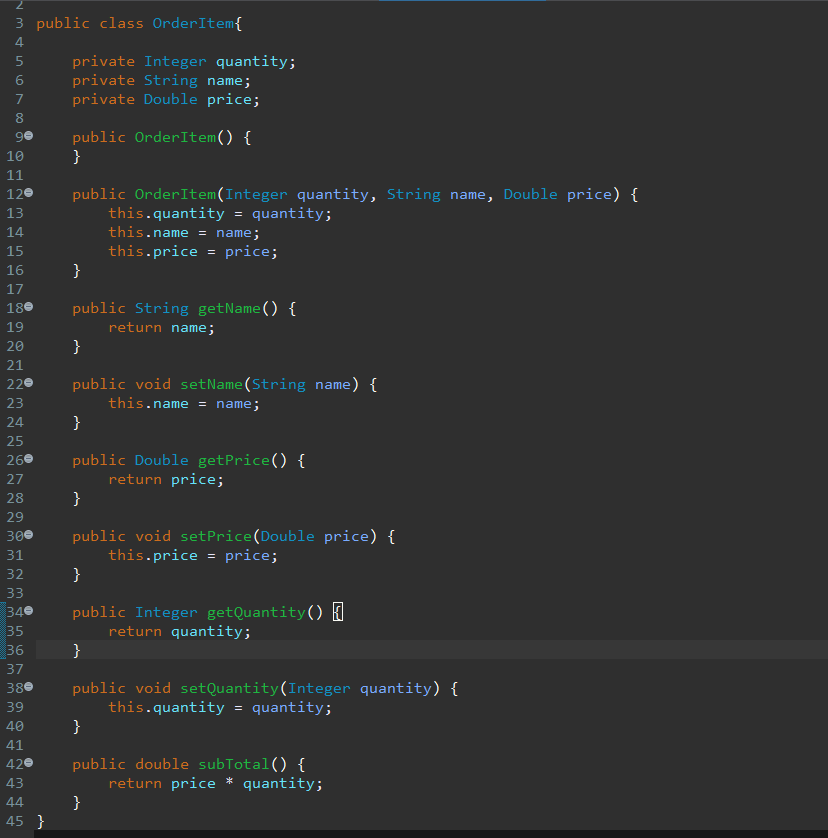 2
3 public class OrderItem{
4
5     private Integer quantity;
6     private String name;
7     private Double price;
8
9     public OrderItem() {
10     }
11
12     public OrderItem(Integer quantity, String name, Double price) {
13         this.quantity = quantity;
14         this.name = name;
15         this.price = price;
16     }
17
18     public String getName() {
19         return name;
20     }
21
22     public void setName(String name) {
23         this.name = name;
24     }
25
26     public Double getPrice() {
27         return price;
28     }
29
30     public void setPrice(Double price) {
31         this.price = price;
32     }
33
34     public Integer getQuantity() {
35         return quantity;
36     }
37
38     public void setQuantity(Integer quantity) {
39         this.quantity = quantity;
40     }
41
42     public double subTotal() {
43         return price * quantity;
44     }
45 }